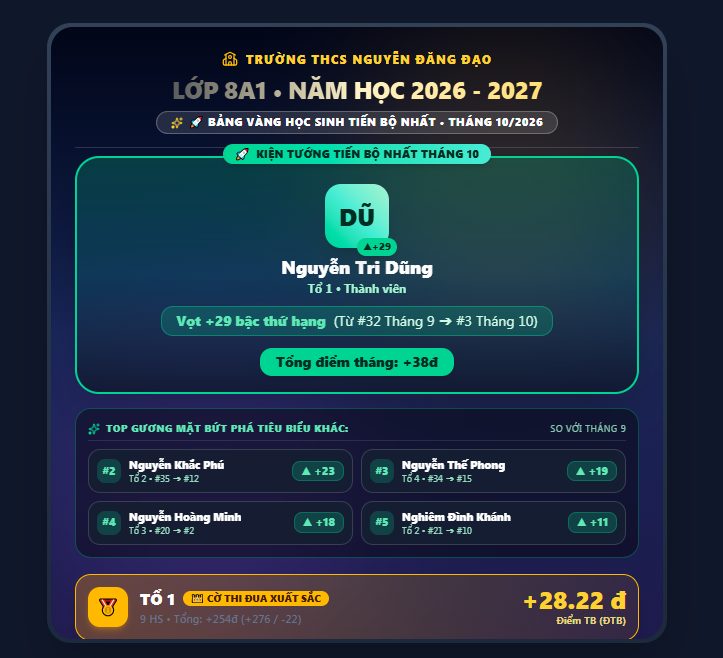 TRƯỜNG THCS NGUYỄN ĐĂNG ĐẠO
LỚP 8A1 • NĂM HỌC 2026 - 2027
BẢNG VÀNG HỌC SINH TIẾN BỘ NHẤT • THÁNG 10/2026
KIỆN TƯỚNG TIẾN BỘ NHẤT THÁNG 10
DŨ
▲+29
Nguyễn Tri Dũng
Tổ 1 • Thành viên
Vọt +29 bậc thứ hạng (Từ #32 Tháng 9 → #3 Tháng 10)
Tổng điểm tháng: +38đ
TOP GƯƠNG MẶT BỨT PHÁ TIÊU BIỂU KHÁC:
SO VỚI THÁNG 9
#2 Nguyễn Khắc Phú ▲ +23
Tổ 2 • #35 → #12
#3 Nguyễn Thế Phong ▲ +19
Tổ 4 • #34 → #15
#4 Nguyễn Hoàng Minh ▲ +18
Tổ 3 • #20 → #2
#5 Nghiêm Đình Khánh ▲ +11
Tổ 2 • #21 → #10
TỔ 1 CỜ THI ĐUA XUẤT SẮC
9 HS • Tổng: +254đ (+276 / -22)
+28.22 đ
Điểm TB (ĐTB)